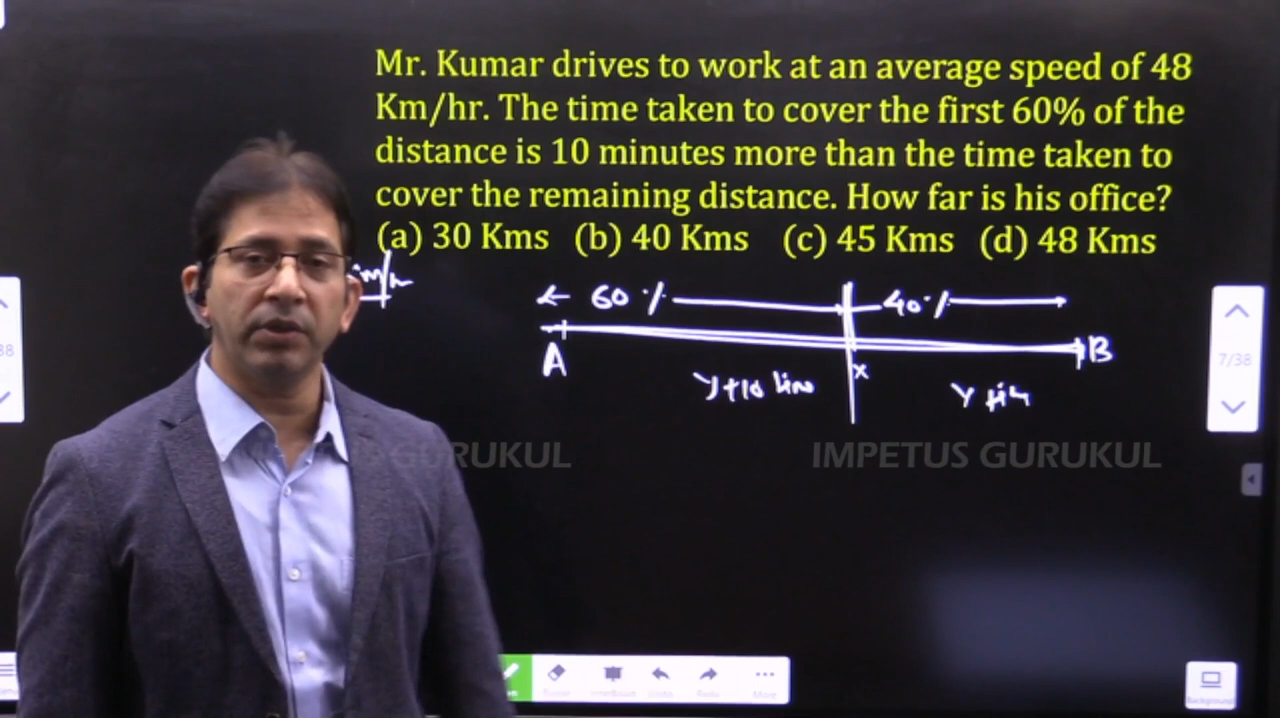 Mr. Kumar drives to work at an average speed of 48
Km/hr. The time taken to cover the first 60% of the
distance is 10 minutes more than the time taken to
cover the remaining distance. How far is his office?
(a) 30 Kms (b) 40 Kms (c) 45 Kms (d) 48 Kms
60 % 40 %
A B
Y+10 x Y
IMPETUS GURUKUL IMPETUS GURUKUL
7/38
More